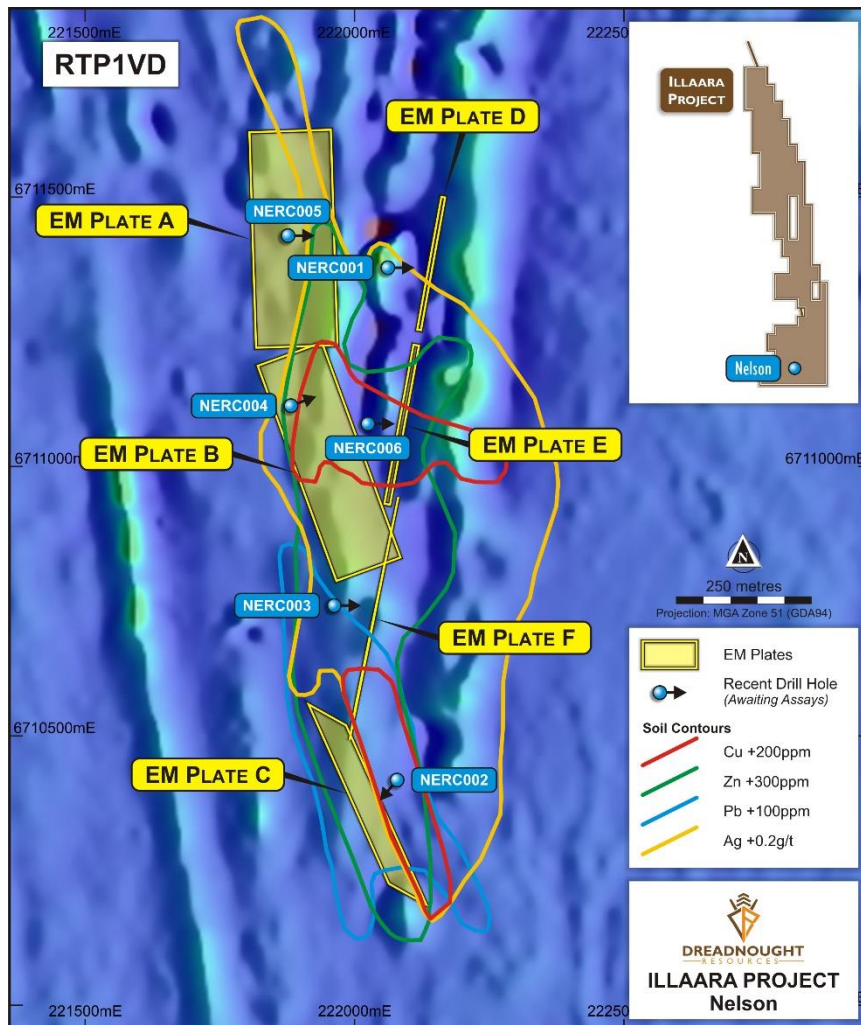 221500mE
222000mE
222500
RTP1VD
EM PLATE D
6711500mE
NERC005
EM PLATE A
NERC001
NERC004
NERC006
EM PLATE E
EM PLATE B
6711000mE
6711000mE
NERC003
EM PLATE F
6710500mE
EM PLATE C
NERC002
221500mE
222000mE
22250
ILLAARA
PROJECT
Nelson
N
250 metres
Projection: MGA Zone 51 (GDA94)
EM Plates
Recent Drill Hole
(Awaiting Assays)
Soil Contours
Cu +200ppm
Zn +300ppm
Pb +100ppm
Ag +0.2g/t
DREADNOUGHT
RESOURCES
ILLAARA PROJECT
Nelson